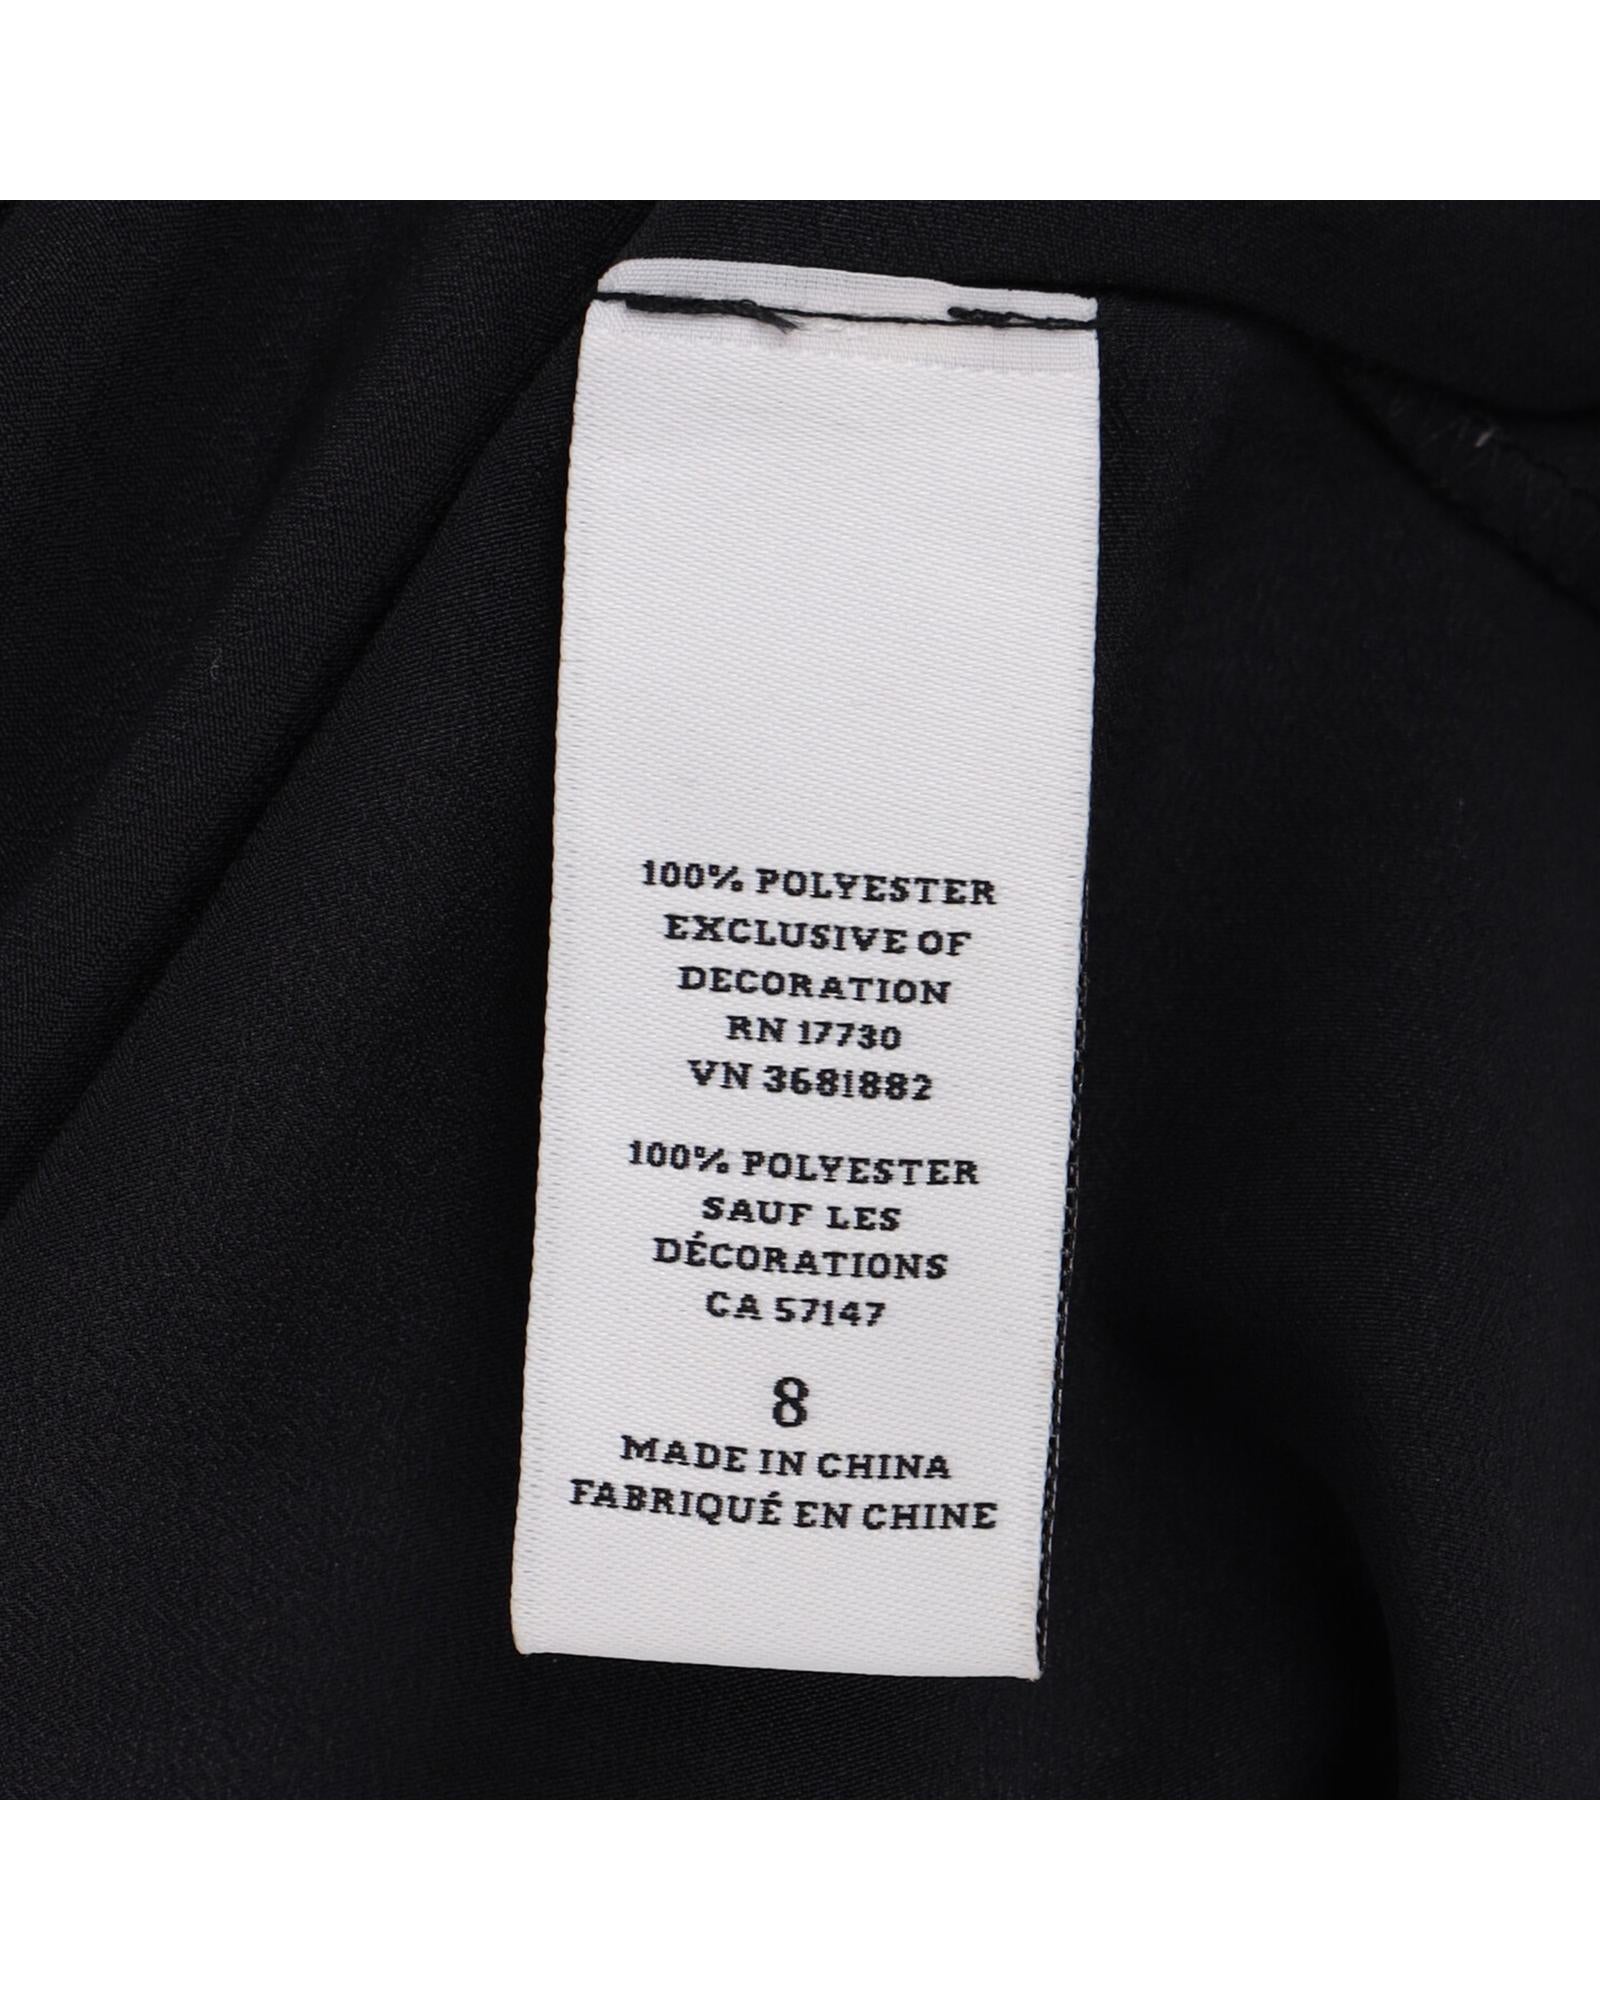 100% POLYESTER
EXCLUSIVE OF
DECORATION
RN 17730
VN 3681882
100% POLYESTER
SAUF LES
DÉCORATIONS
CA 57147
8
MADE IN CHINA
FABRIQUÉ EN CHINE